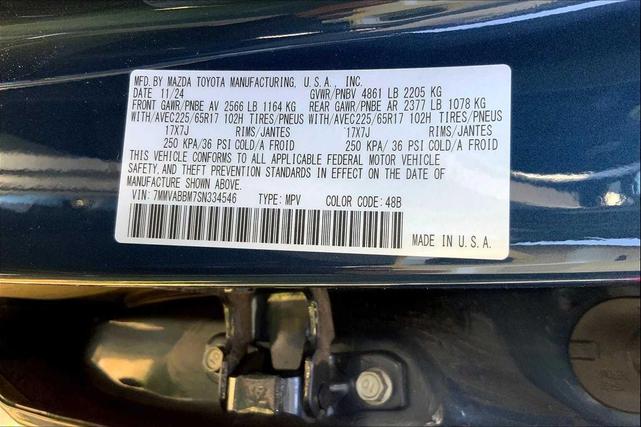 MFD. BY MAZDA TOYOTA MANUFACTURING, U.S.A., INC.
DATE 11/24 GVWR/PNBV 4861 LB 2205 KG
FRONT GAWR/PNBE AV 2566 LB 1164 KG REAR GAWR/PNBE AR 2377 LB 1078 KG
WITH/AVEC225/65R17 102H TIRES/PNEUS WITH/AVEC225/65R17 102H TIRES/PNEUS
17X7J RIMS/JANTES 17X7J RIMS/JANTES
250 KPA/36 PSI COLD/A FROID 250 KPA/ 36 PSI COLD/A FROID
THIS VEHICLE CONFORMS TO ALL APPLICABLE FEDERAL MOTOR VEHICLE
SAFETY, AND THEFT PREVENTION STANDARDS IN EFFECT ON THE DATE OF
MANUFACTURE SHOWN ABOVE.
VIN: 7MMVABBM7SN334546 TYPE: MPV COLOR CODE: 48B
MADE IN U.S.A.